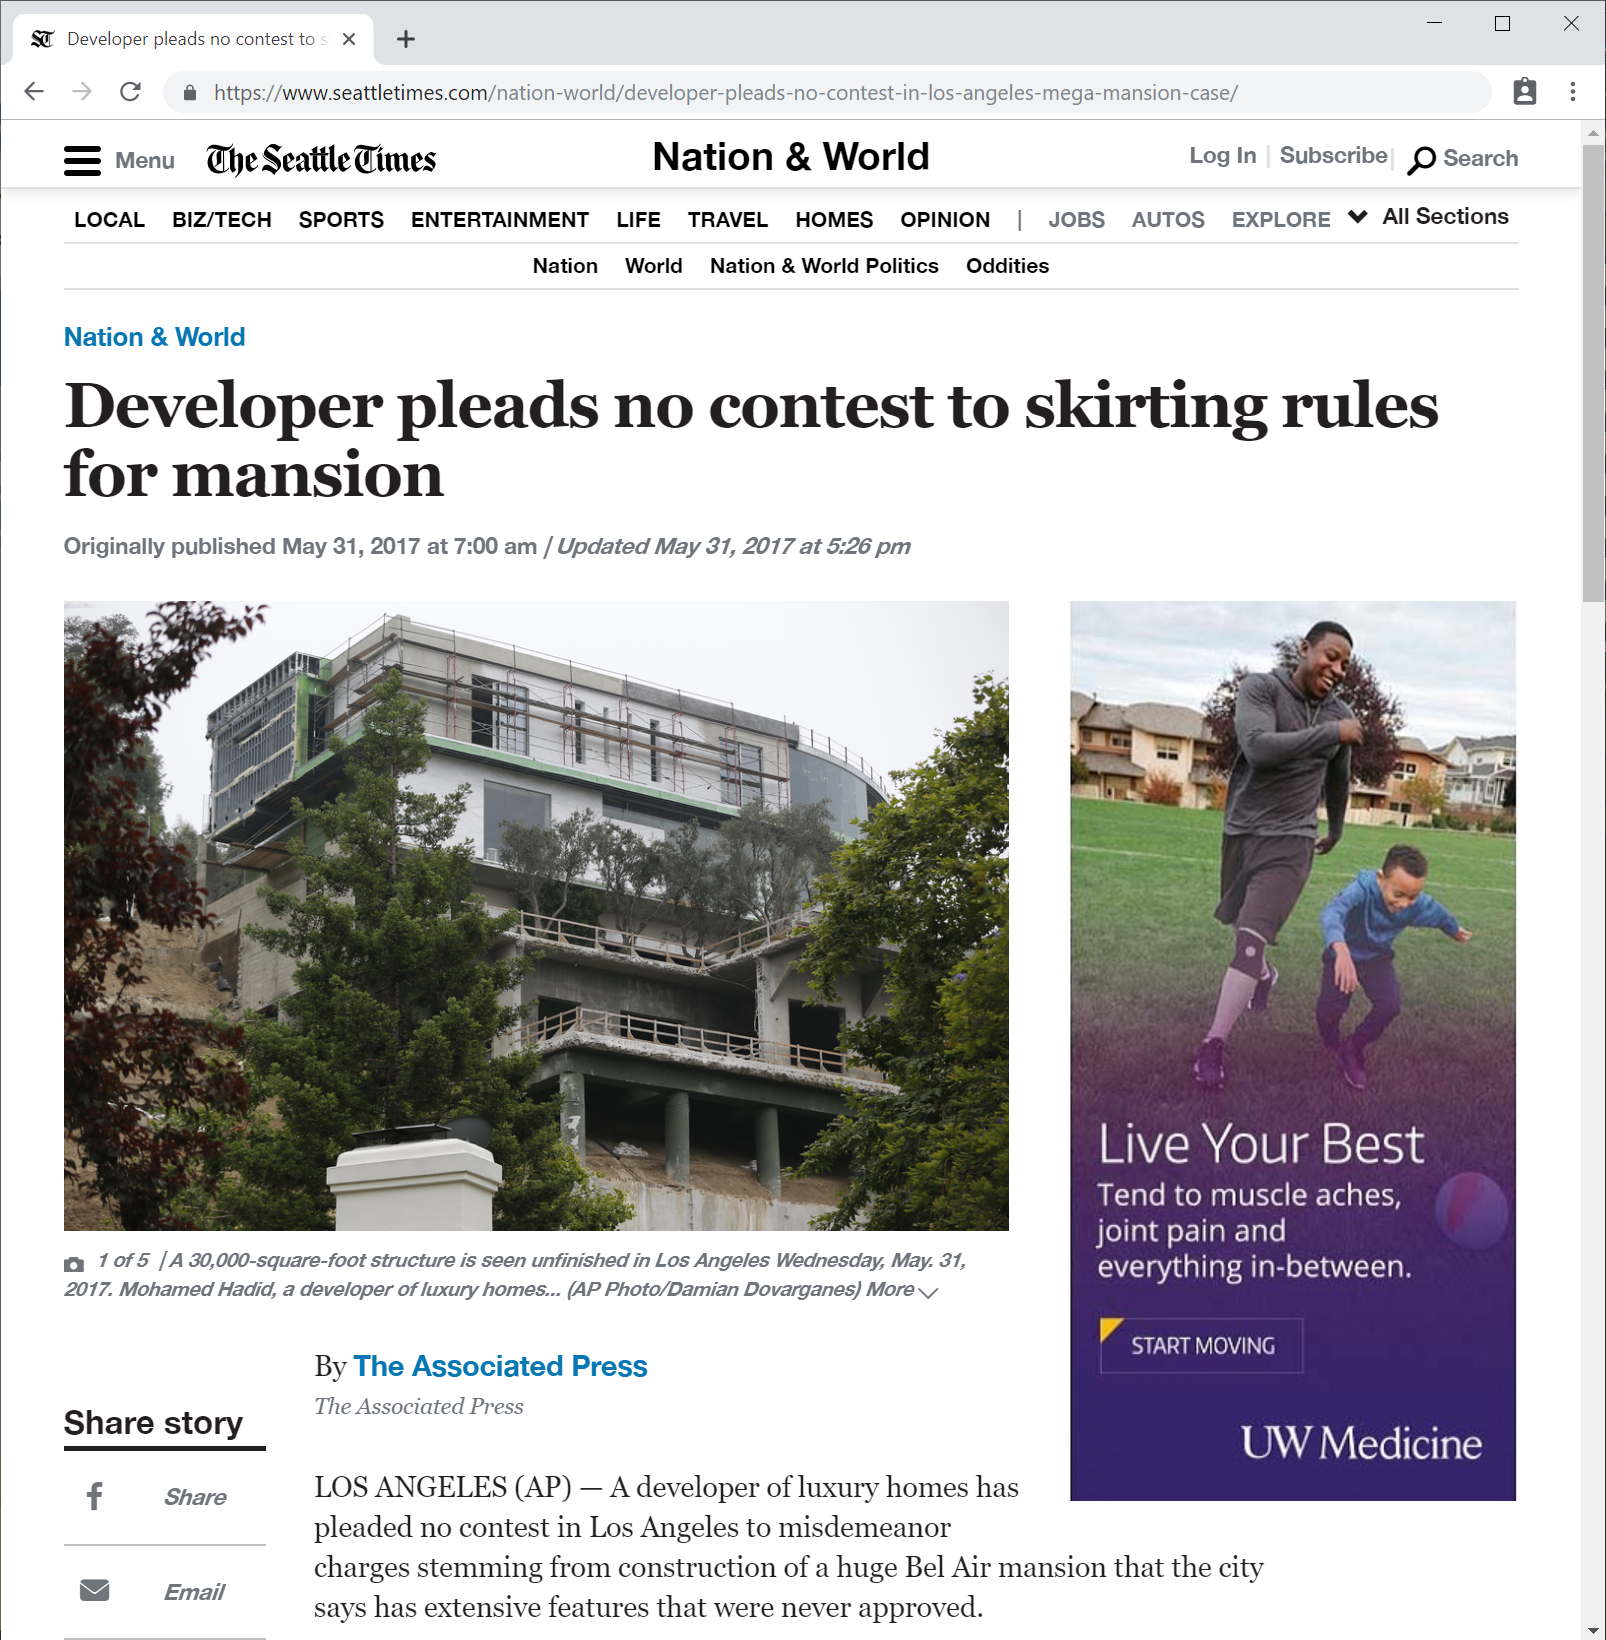 Developer pleads no contest to s
https://www.seattletimes.com/nation-world/developer-pleads-no-contest-in-los-angeles-mega-mansion-case/
Menu The Seattle Times Nation & World Log In | Subscribe | Search
LOCAL BIZ/TECH SPORTS ENTERTAINMENT LIFE TRAVEL HOMES OPINION | JOBS AUTOS EXPLORE All Sections
Nation World Nation & World Politics Oddities
Nation & World
Developer pleads no contest to skirting rules
for mansion
Originally published May 31, 2017 at 7:00 am / Updated May 31, 2017 at 5:26 pm
1 of 5 | A 30,000-square-foot structure is seen unfinished in Los Angeles Wednesday, May. 31,
2017. Mohamed Hadid, a developer of luxury homes... (AP Photo/Damian Dovarganes) More
By The Associated Press
The Associated Press
Share story
Share
Email
LOS ANGELES (AP) — A developer of luxury homes has
pleaded no contest in Los Angeles to misdemeanor
charges stemming from construction of a huge Bel Air mansion that the city
says has extensive features that were never approved.
Live Your Best
Tend to muscle aches,
joint pain and
everything in-between.
START MOVING
UW Medicine